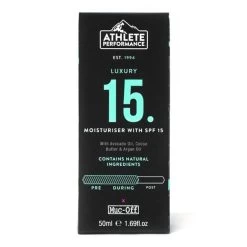 ATHLETE
PERFORMANCE
EST. 1994
LUXURY
15.
MOISTURISER WITH SPF 15
With Avocado Oil, Cocoa
Butter & Argan Oil
CONTAINS NATURAL
INGREDIENTS
PRE DURING POST
x
Muc-Off
50ml e 1.69fl.oz